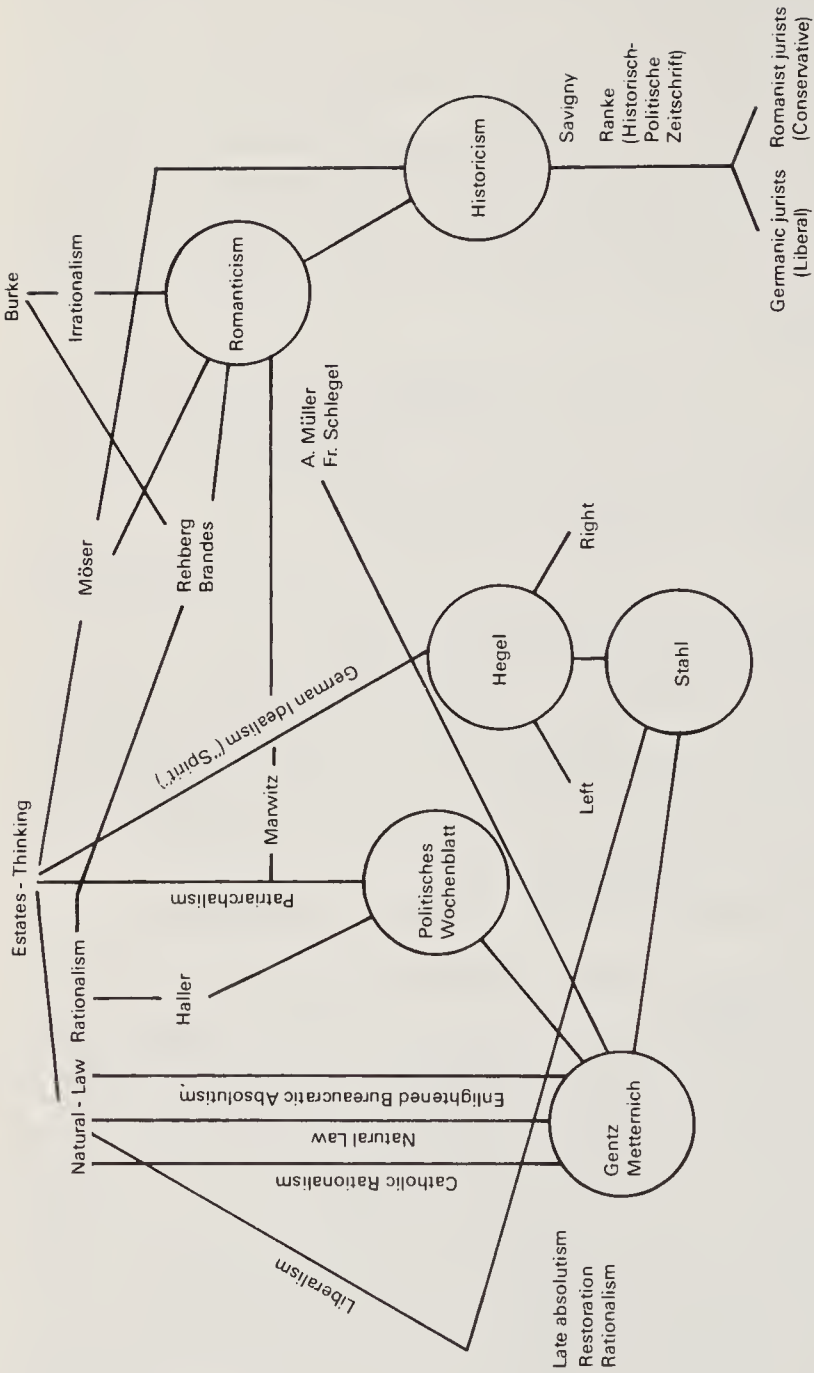 Estates - Thinking
Burke
Natural - Law
Rationalism
Möser
Irrationalism
Haller
Rehberg
Brandes
Romanticism
Liberalism
Catholic Rationalism
Natural Law
Enlightened Bureaucratic Absolutism
Patriarchalism
Marwitz
German Idealism ("Spirit")
A. Müller
Fr. Schlegel
Historicism
Politisches
Wochenblatt
Hegel
Left
Right
Savigny
Ranke
(Historisch-
Politische
Zeitschrift)
Gentz
Metternich
Stahl
Late absolutism
Restoration
Rationalism
Germanic jurists
(Liberal)
Romanist jurists
(Conservative)